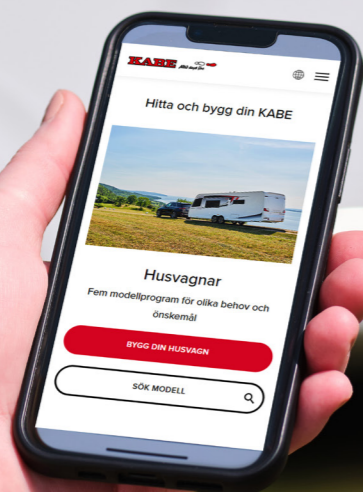 KABE
Hitta och bygg din KABE
Husvagnar
Fem modellprogram för olika behov och
önskemål
BYGG DIN HUSVAGN
SÖK MODELL